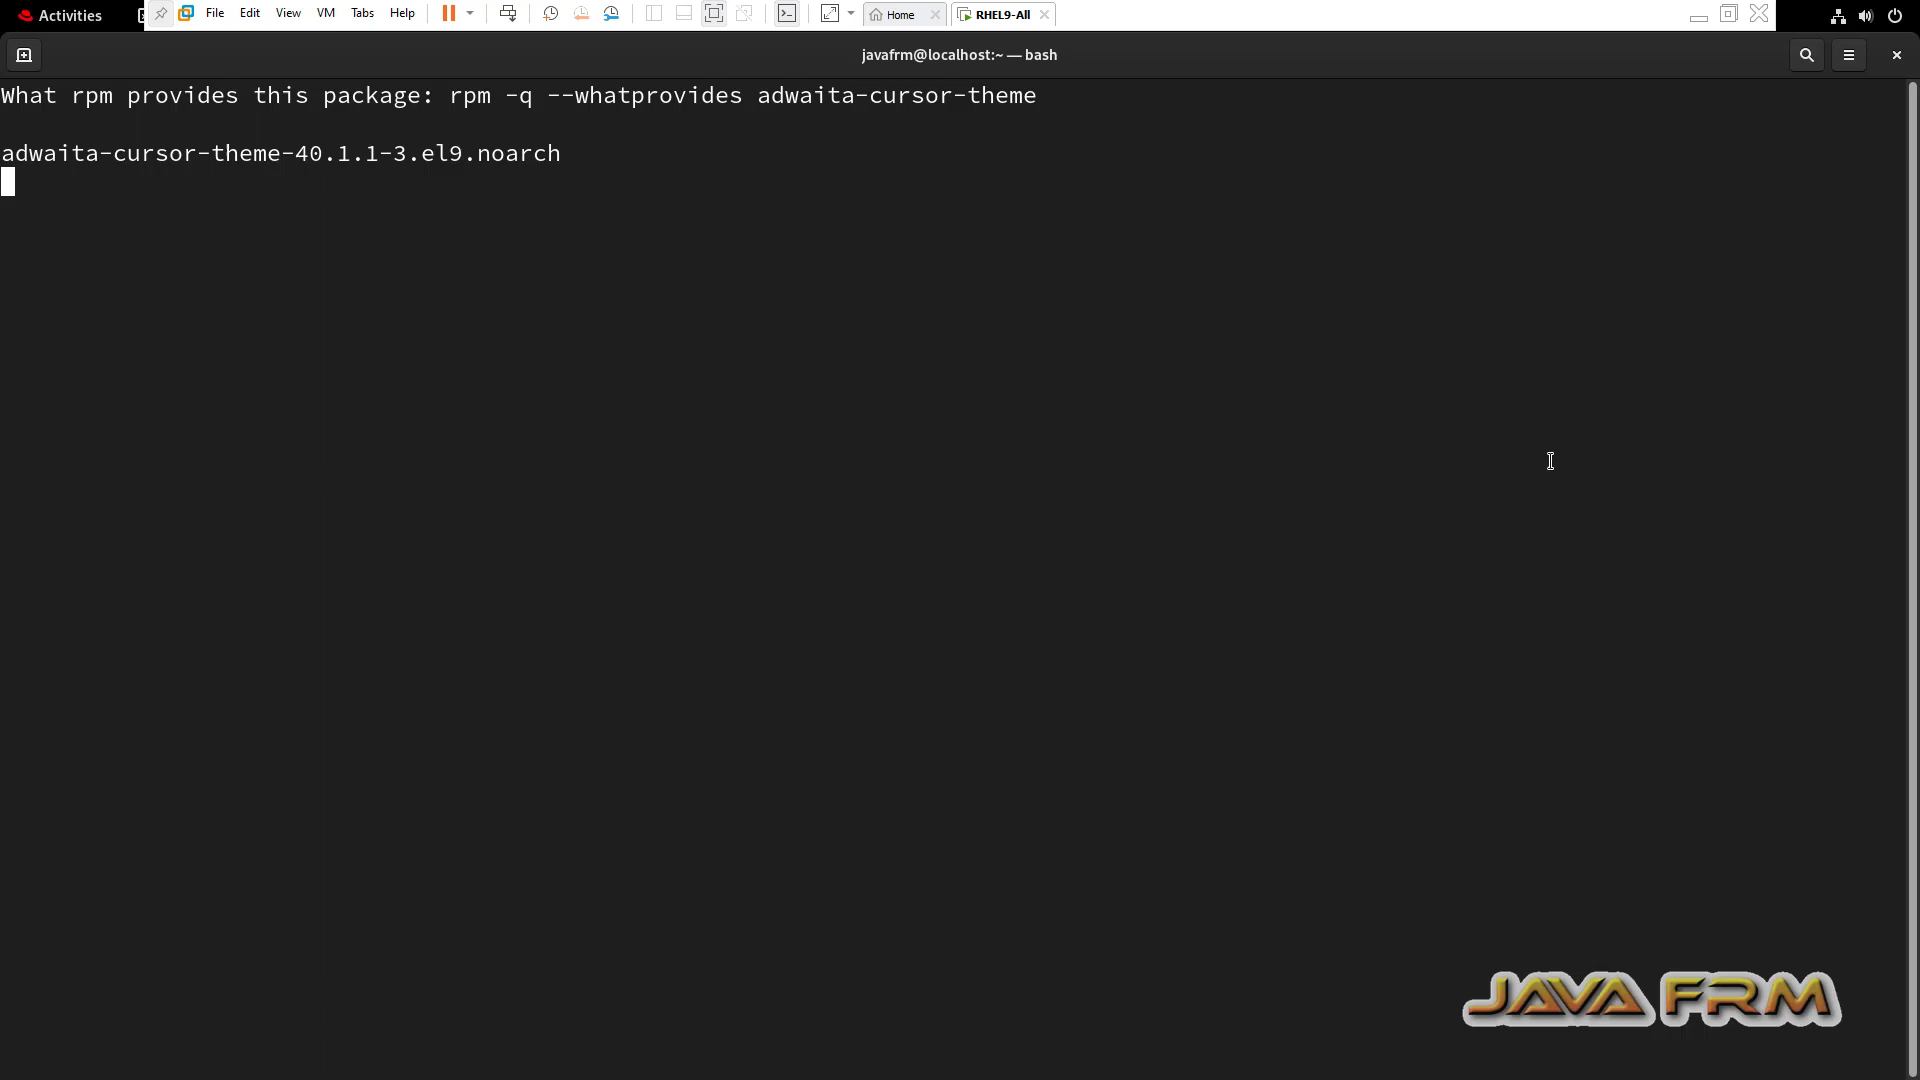 Activities
File Edit View VM Tabs Help
Home
RHEL9-All
javafrm@localhost:~ — bash
What rpm provides this package: rpm -q --whatprovides adwaita-cursor-theme
adwaita-cursor-theme-40.1.1-3.el9.noarch
JAVA FRM